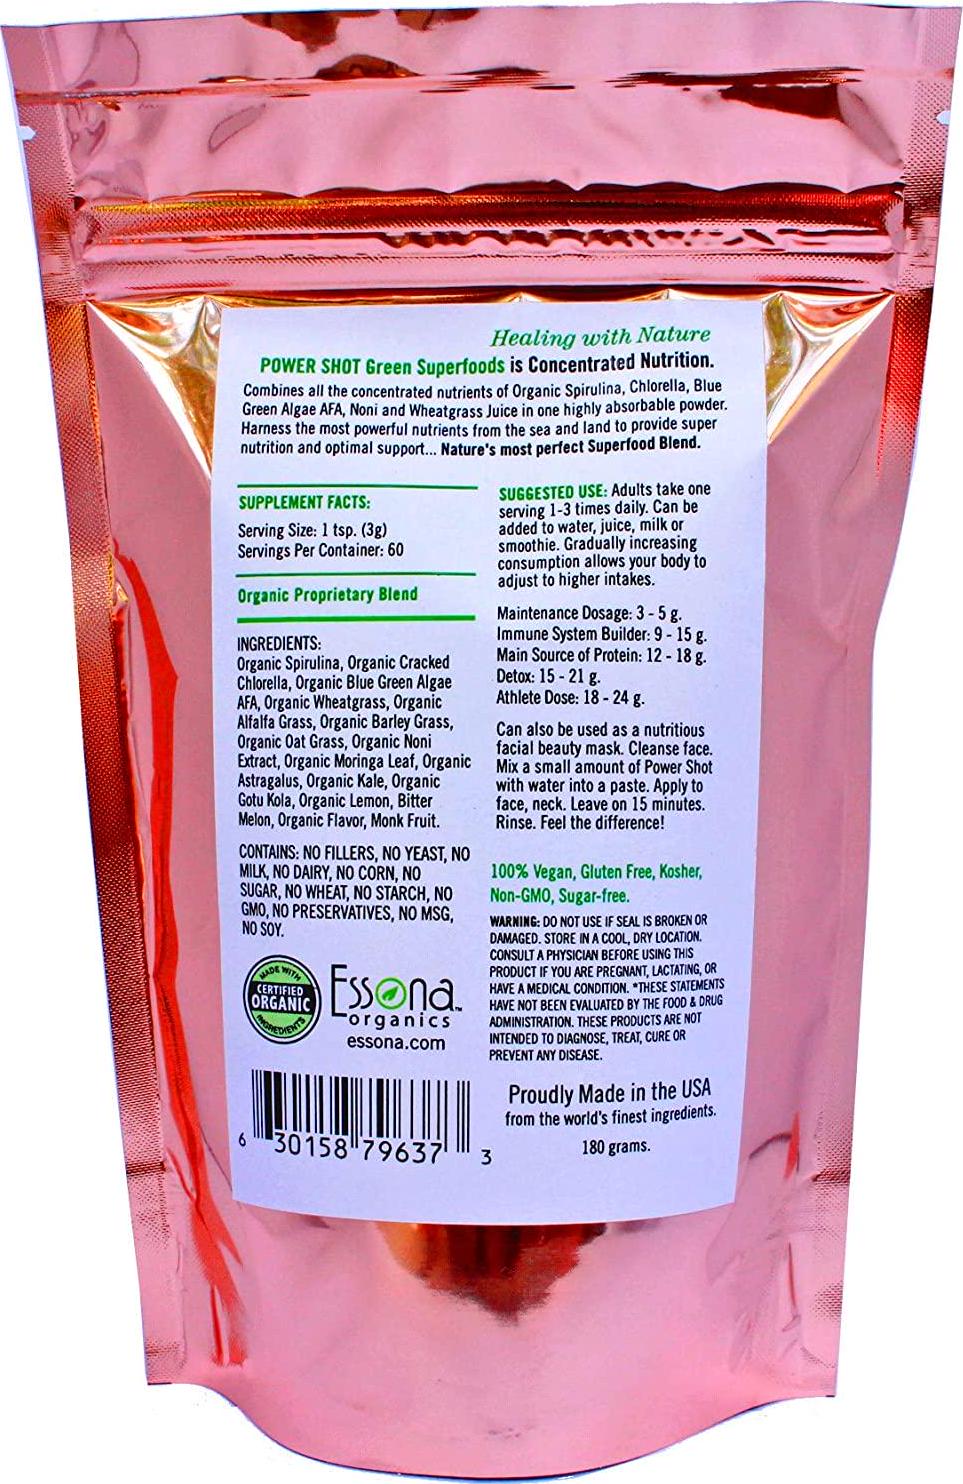 Healing with Nature
POWER SHOT Green Superfoods is Concentrated Nutrition.
Combines all the concentrated nutrients of Organic Spirulina, Chlorella, Blue
Green Algae AFA, Noni and Wheatgrass Juice in one highly absorbable powder.
Harness the most powerful nutrients from the sea and land to provide super
nutrition and optimal support... Nature's most perfect Superfood Blend.
SUPPLEMENT FACTS:
Serving Size: 1 tsp. (3g)
Servings Per Container: 60
Organic Proprietary Blend
INGREDIENTS:
Organic Spirulina, Organic Cracked
Chlorella, Organic Blue Green Algae
AFA, Organic Wheatgrass, Organic
Alfalfa Grass, Organic Barley Grass,
Organic Oat Grass, Organic Noni
Extract, Organic Moringa Leaf, Organic
Astragalus, Organic Kale, Organic
Gotu Kola, Organic Lemon, Bitter
Melon, Organic Flavor, Monk Fruit.
CONTAINS: NO FILLERS, NO YEAST, NO
MILK, NO DAIRY, NO CORN, NO
SUGAR, NO WHEAT, NO STARCH, NO
GMO, NO PRESERVATIVES, NO MSG,
NO SOY.
MADE WITH
CERTIFIED
ORGANIC
INGREDIENTS
Essona™
organics
essona.com
6 30158 79637 3
SUGGESTED USE: Adults take one
serving 1-3 times daily. Can be
added to water, juice, milk or
smoothie. Gradually increasing
consumption allows your body to
adjust to higher intakes.
Maintenance Dosage: 3 - 5 g.
Immune System Builder: 9 - 15 g.
Main Source of Protein: 12 - 18 g.
Detox: 15 - 21 g.
Athlete Dose: 18 - 24 g.
Can also be used as a nutritious
facial beauty mask. Cleanse face.
Mix a small amount of Power Shot
with water into a paste. Apply to
face, neck. Leave on 15 minutes.
Rinse. Feel the difference!
100% Vegan, Gluten Free, Kosher,
Non-GMO, Sugar-free.
WARNING: DO NOT USE IF SEAL IS BROKEN OR
DAMAGED. STORE IN A COOL, DRY LOCATION.
CONSULT A PHYSICIAN BEFORE USING THIS
PRODUCT IF YOU ARE PREGNANT, LACTATING, OR
HAVE A MEDICAL CONDITION. *THESE STATEMENTS
HAVE NOT BEEN EVALUATED BY THE FOOD & DRUG
ADMINISTRATION. THESE PRODUCTS ARE NOT
INTENDED TO DIAGNOSE, TREAT, CURE OR
PREVENT ANY DISEASE.
Proudly Made in the USA
from the world's finest ingredients.
180 grams.